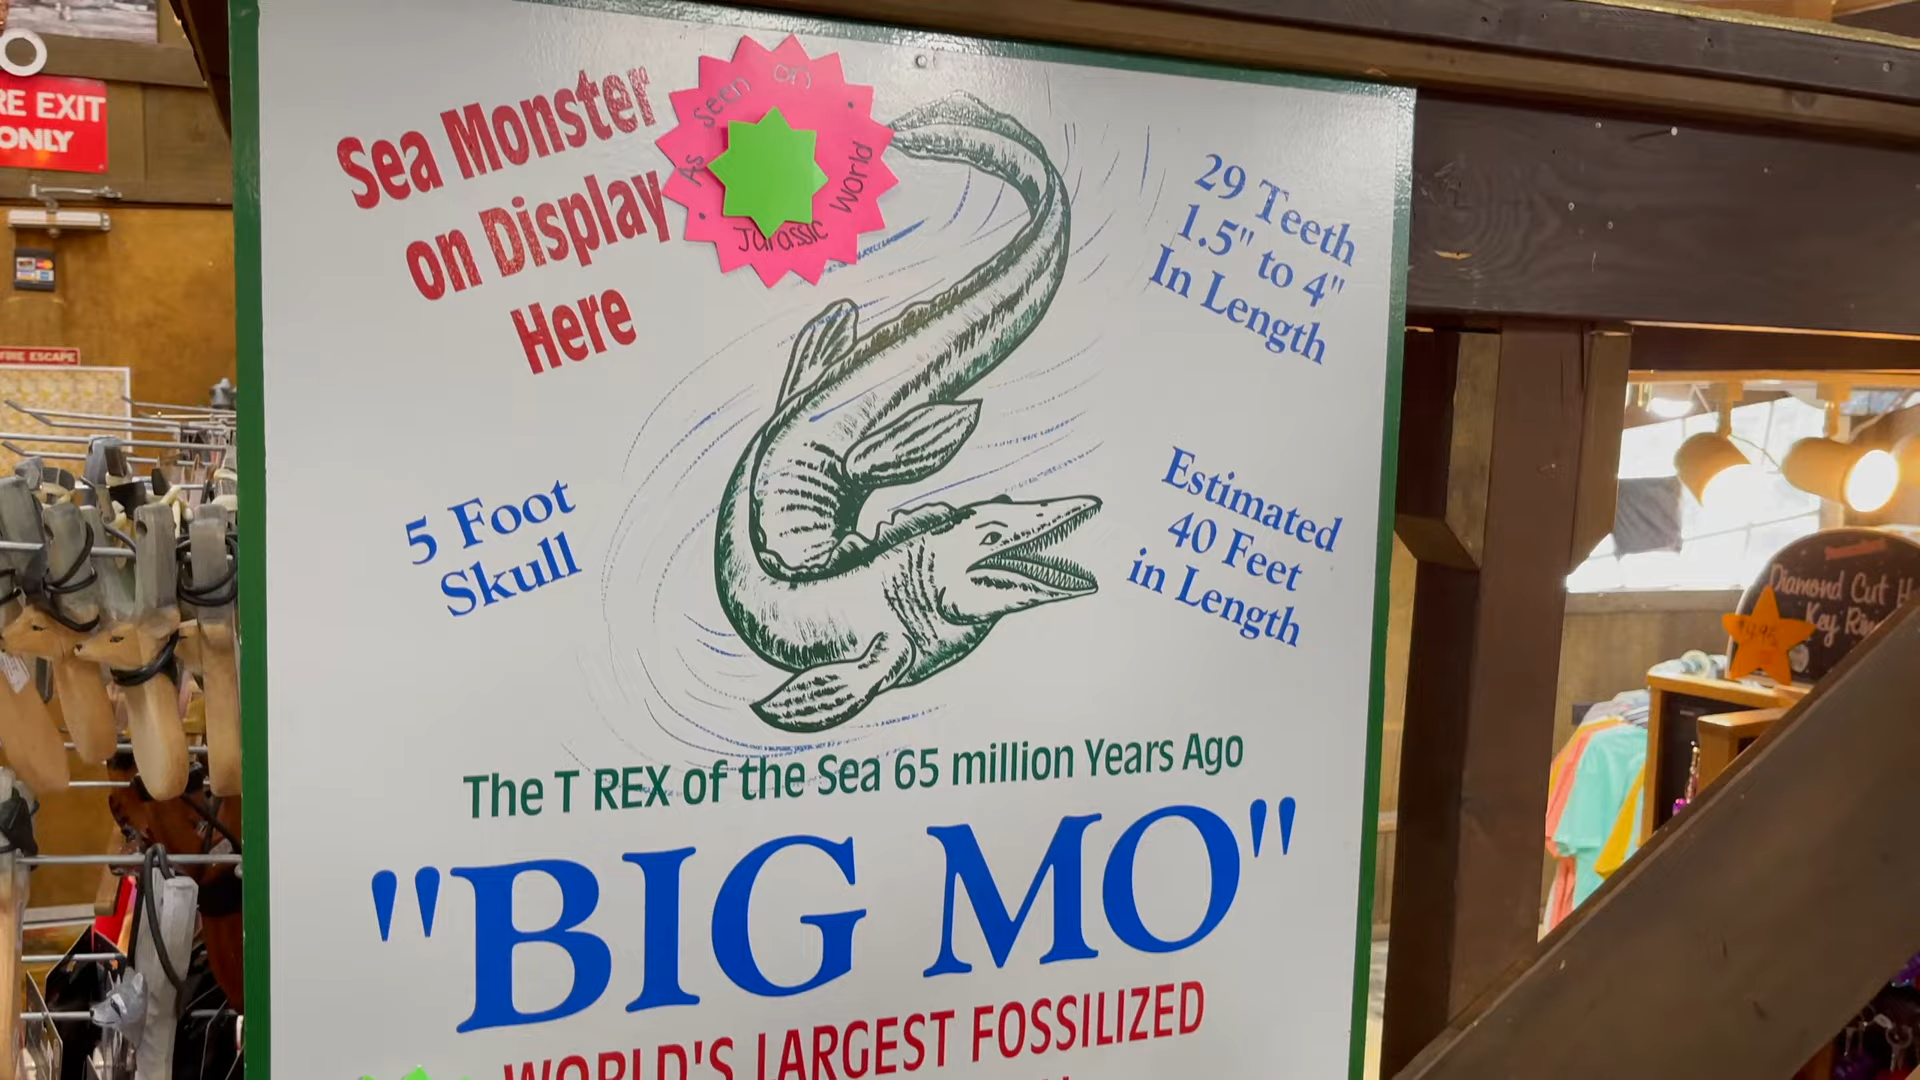 RE EXIT
ONLY
FIRE ESCAPE
Sea Monster
on Display
Here
As Seen on
Jurassic World
29 Teeth
1.5" to 4"
In Length
5 Foot
Skull
Estimated
40 Feet
in Length
The T REX of the Sea 65 million Years Ago
"BIG MO"
WORLD'S LARGEST FOSSILIZED
Diamond Cut
Key